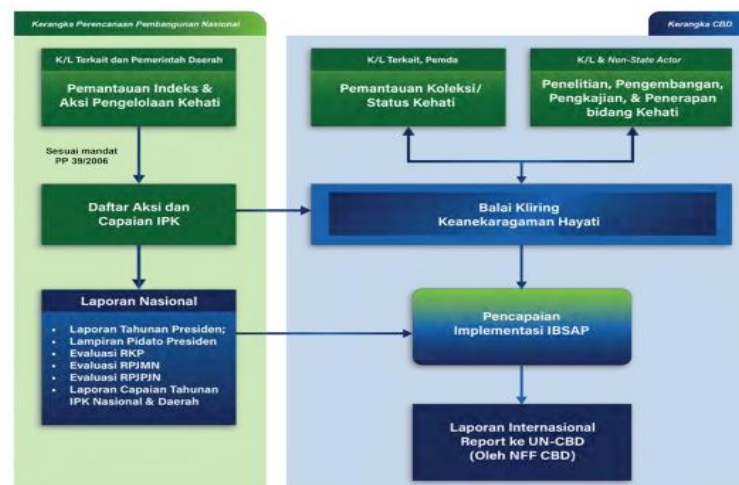 Kerangka Perencanaan Pembangunan Nasional
Kerangka CBD
K/L Terkait dan Pemerintah Daerah
Pemantauan Indeks &
Aksi Pengelolaan Kehati
Sesuai mandat
PP 39/2006
Daftar Aksi dan
Capaian IPK
Laporan Nasional
• Laporan Tahunan Presiden;
• Lampiran Pidato Presiden
• Evaluasi RKP
• Evaluasi RPJMN
• Evaluasi RPJPJN
• Laporan Capaian Tahunan
IPK Nasional & Daerah
K/L Terkait, Pemda
Pemantauan Koleksi/
Status Kehati
K/L & Non-State Actor
Penelitian, Pengembangan,
Pengkajian, & Penerapan
bidang Kehati
Balai Kliring
Keanekaragaman Hayati
Pencapaian
Implementasi IBSAP
Laporan Internasional
Report ke UN-CBD
(Oleh NFF CBD)